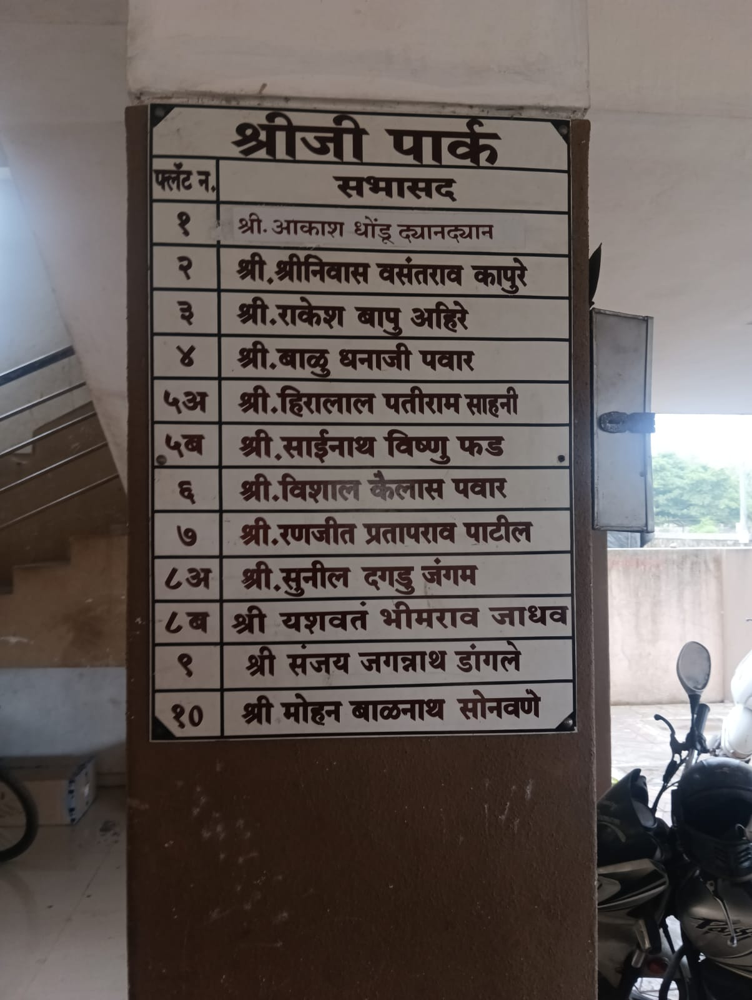 श्रीजी पार्क
फ्लॅट न. सभासद
१ श्री. आकाश धोंडू द्यानद्यान
२ श्री.श्रीनिवास वसंतराव कापुरे
३ श्री.राकेश बापु अहिरे
४ श्री.बाळु धनाजी पवार
५अ श्री.हिरालाल पतीराम साहनी
५ब श्री.साईनाथ विष्णु फड
६ श्री.विशाल कैलास पवार
७ श्री.रणजीत प्रतापराव पाटील
८अ श्री.सुनील दगडु जंगम
८ब श्री यशवतं भीमराव जाधव
९ श्री संजय जगन्नाथ डांगले
१० श्री मोहन बाळनाथ सोनवणे